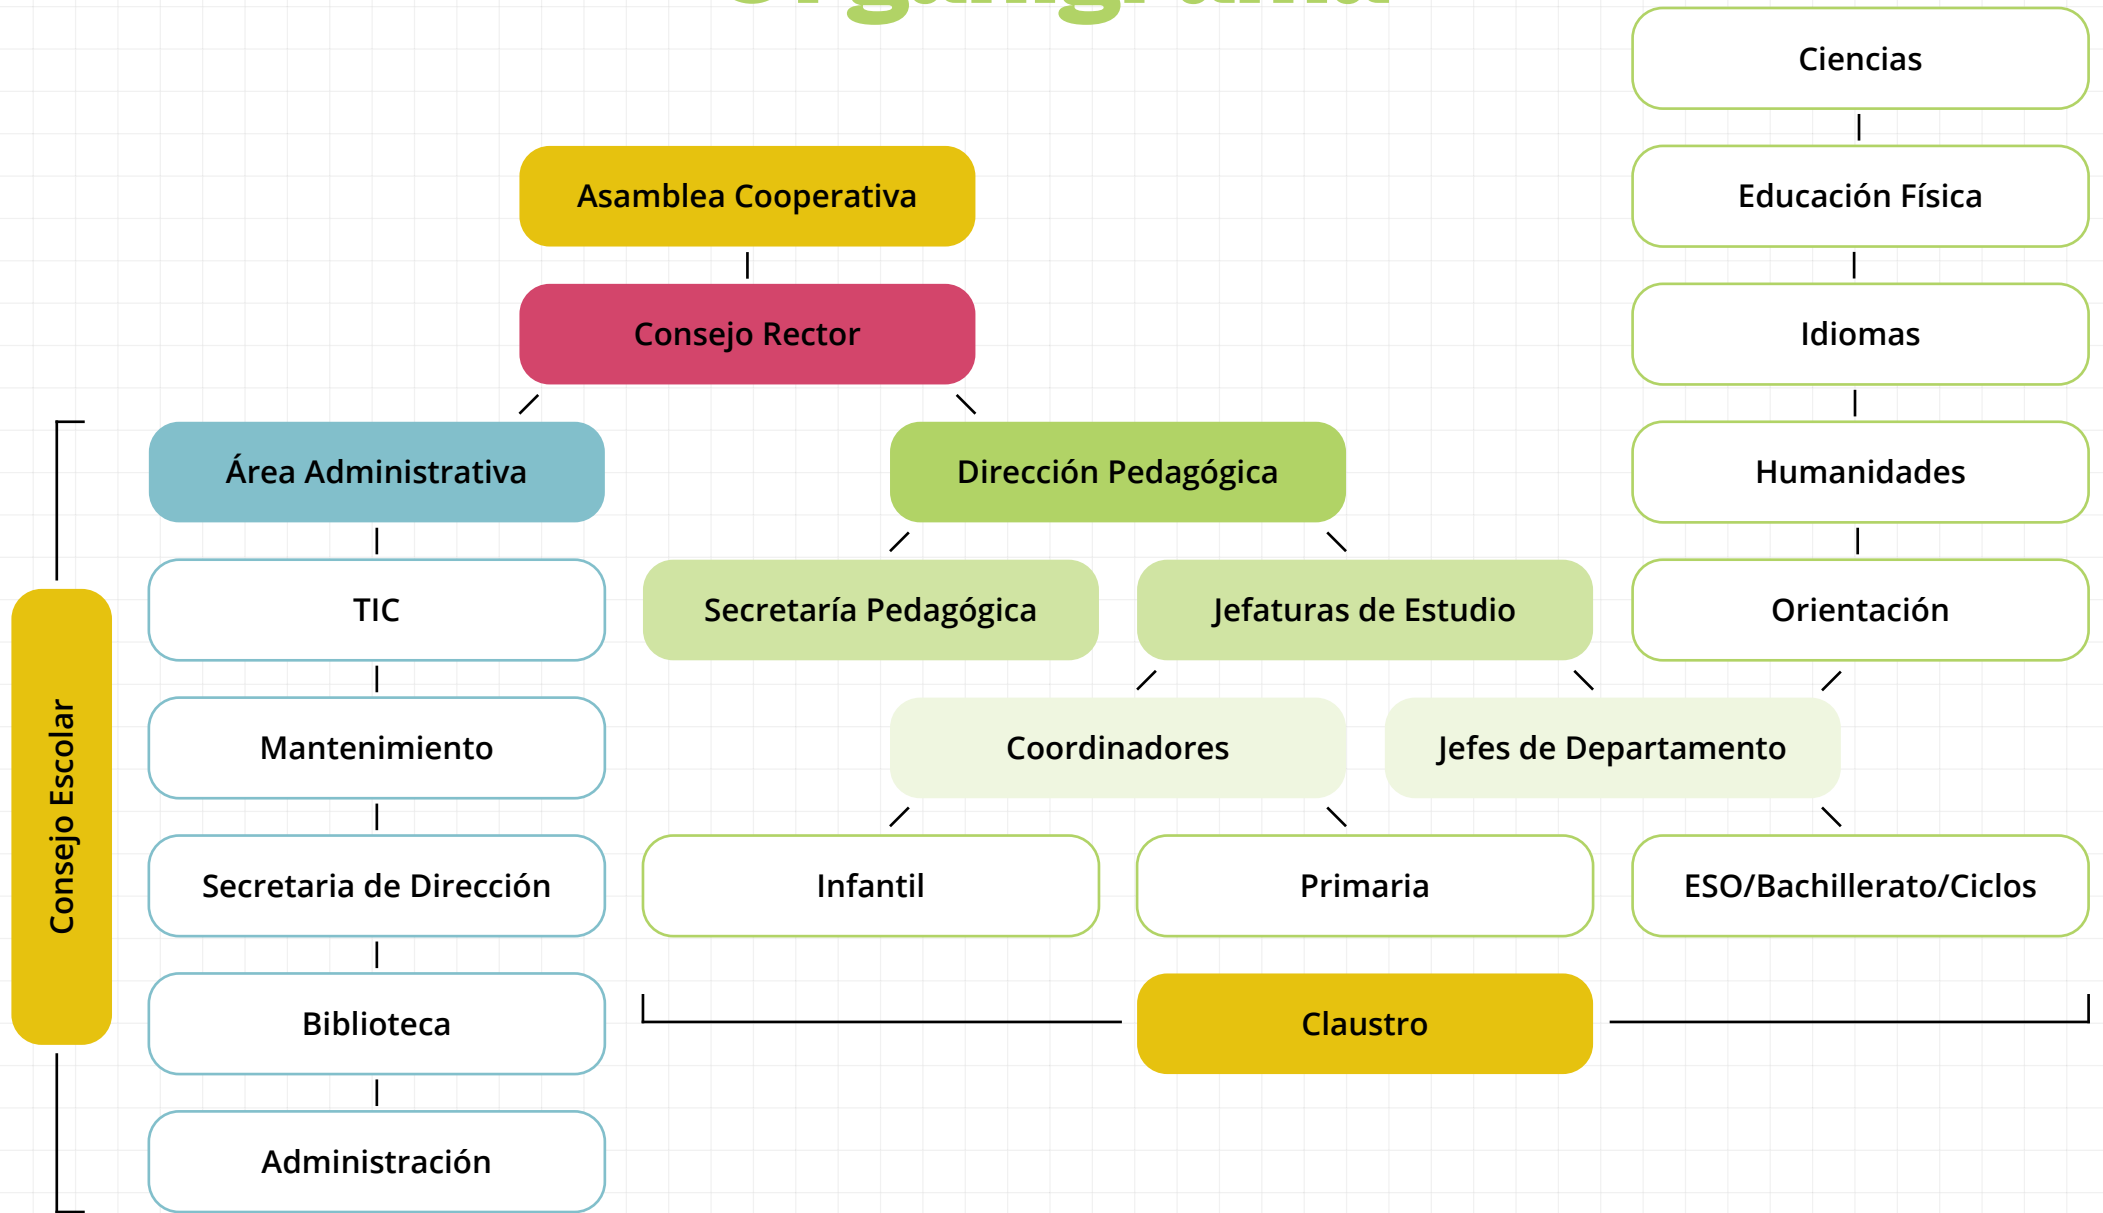 Organigrama
Ciencias
Asamblea Cooperativa
Educación Física
Consejo Rector
Idiomas
Área Administrativa
Dirección Pedagógica
Humanidades
TIC
Secretaría Pedagógica
Jefaturas de Estudio
Orientación
Mantenimiento
Coordinadores
Jefes de Departamento
Consejo Escolar
Secretaria de Dirección
Infantil
Primaria
ESO/Bachillerato/Ciclos
Biblioteca
Claustro
Administración